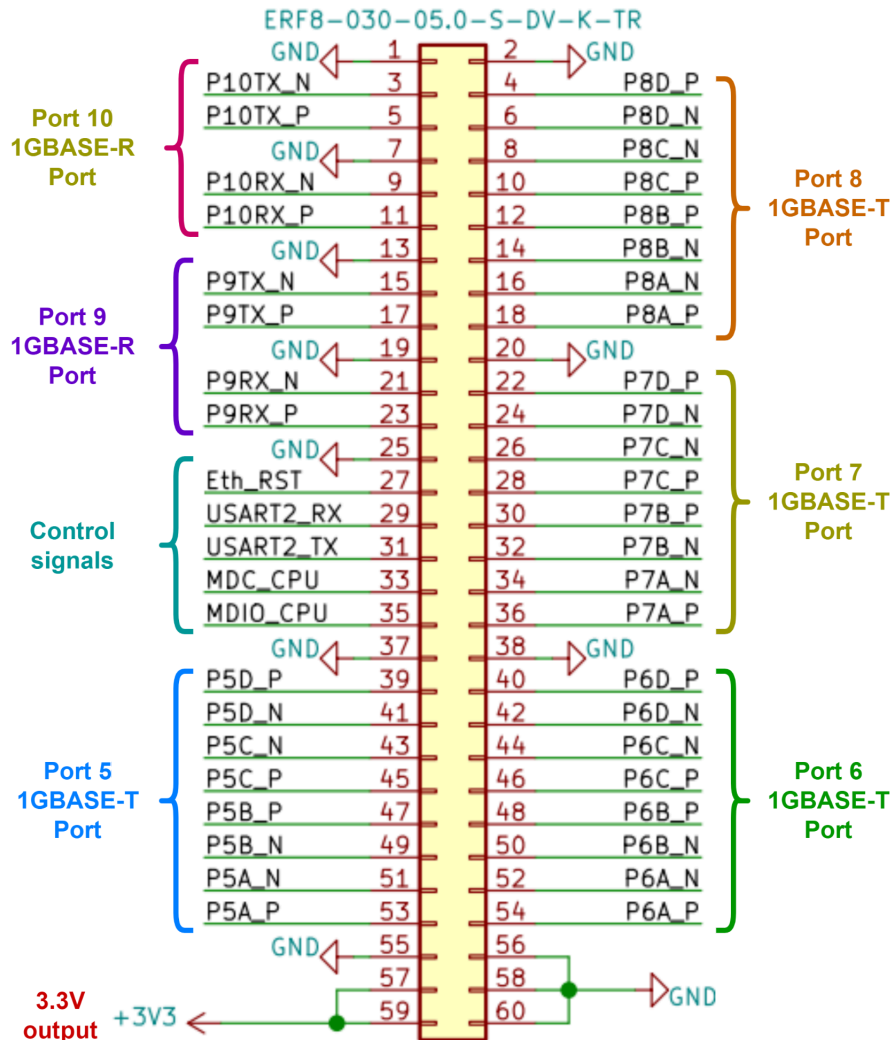 ERF8-030-05.0-S-DV-K-TR
GND 1 2 GND
P10TX_N 3 4 P8D_P
P10TX_P 5 6 P8D_N
GND 7 8 P8C_N
P10RX_N 9 10 P8C_P
P10RX_P 11 12 P8B_P
GND 13 14 P8B_N
P9TX_N 15 16 P8A_N
P9TX_P 17 18 P8A_P
GND 19 20 GND
P9RX_N 21 22 P7D_P
P9RX_P 23 24 P7D_N
GND 25 26 P7C_N
Eth_RST 27 28 P7C_P
USART2_RX 29 30 P7B_P
USART2_TX 31 32 P7B_N
MDC_CPU 33 34 P7A_N
MDIO_CPU 35 36 P7A_P
GND 37 38 GND
P5D_P 39 40 P6D_P
P5D_N 41 42 P6D_N
P5C_N 43 44 P6C_N
P5C_P 45 46 P6C_P
P5B_P 47 48 P6B_P
P5B_N 49 50 P6B_N
P5A_N 51 52 P6A_N
P5A_P 53 54 P6A_P
GND 55 56
57 58 GND
+3V3 59 60
Port 10
1GBASE-R
Port
Port 9
1GBASE-R
Port
Control
signals
Port 5
1GBASE-T
Port
3.3V
output
Port 8
1GBASE-T
Port
Port 7
1GBASE-T
Port
Port 6
1GBASE-T
Port